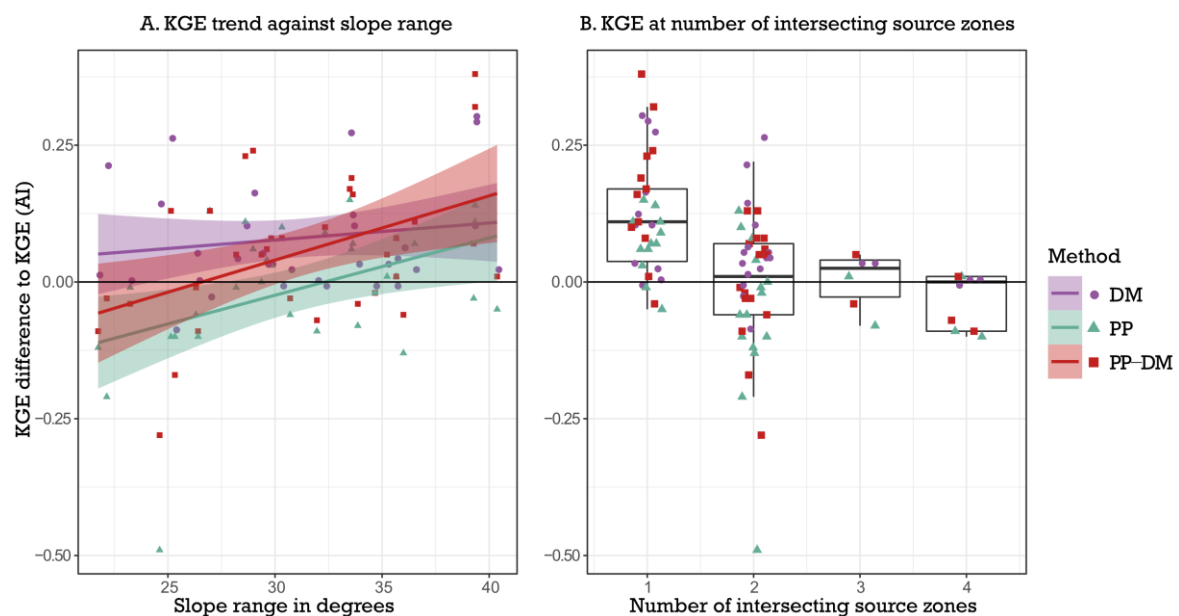 A. KGE trend against slope range
B. KGE at number of intersecting source zones
KGE difference to KGE (AI)
0.25
0.00
−0.25
−0.50
25
30
35
40
Slope range in degrees
0.25
0.00
−0.25
−0.50
1
2
3
4
Number of intersecting source zones
Method
DM
PP
PP–DM